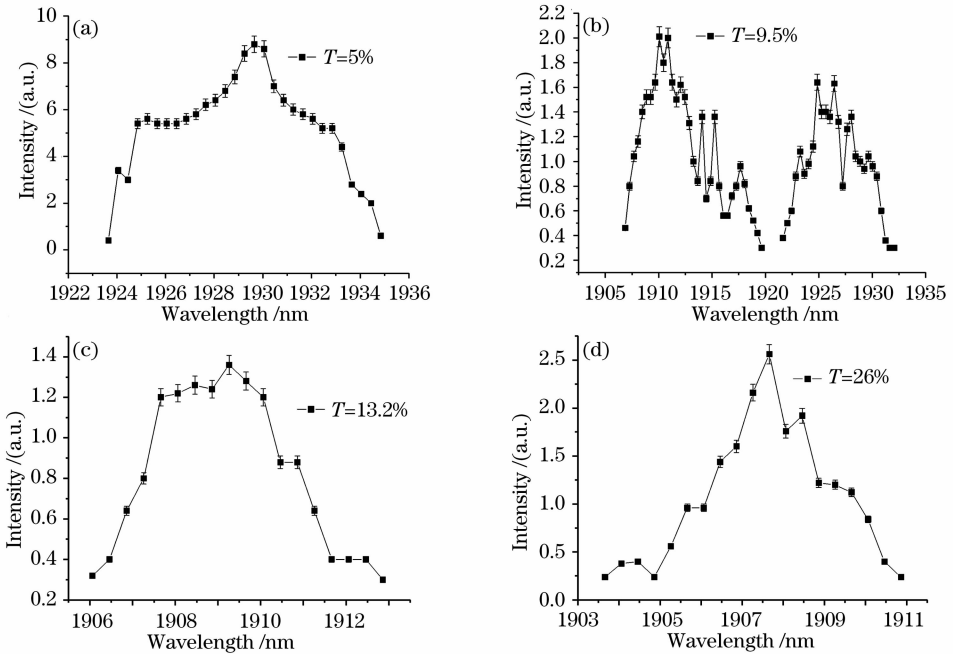 (a)
T=5%
10
8
6
4
2
0
Intensity /(a.u.)
1922 1924 1926 1928 1930 1932 1934 1936
Wavelength /nm
(b)
T=9.5%
2.2
2.0
1.8
1.6
1.4
1.2
1.0
0.8
0.6
0.4
0.2
Intensity /(a.u.)
1905 1910 1915 1920 1925 1930 1935
Wavelength /nm
(c)
T=13.2%
1.4
1.2
1.0
0.8
0.6
0.4
0.2
Intensity /(a.u.)
1906 1908 1910 1912
Wavelength /nm
(d)
T=26%
2.5
2.0
1.5
1.0
0.5
0.0
Intensity /(a.u.)
1903 1905 1907 1909 1911
Wavelength /nm